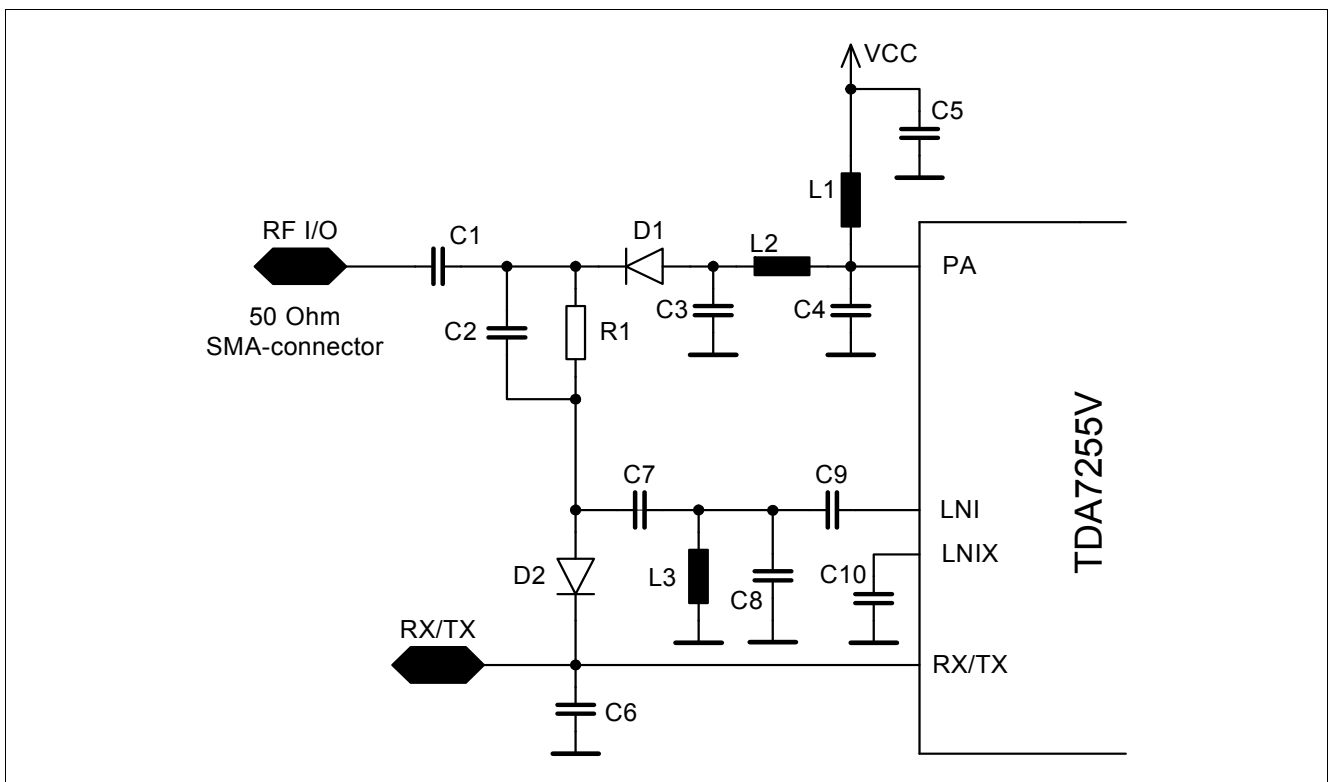 VCC
C5
L1
RF I/O
C1
D1
L2
PA
50 Ohm
SMA-connector
C2
R1
C3
C4
TDA7255V
C7
C9
LNI
LNIX
D2
L3
C8
C10
RX/TX
RX/TX
C6